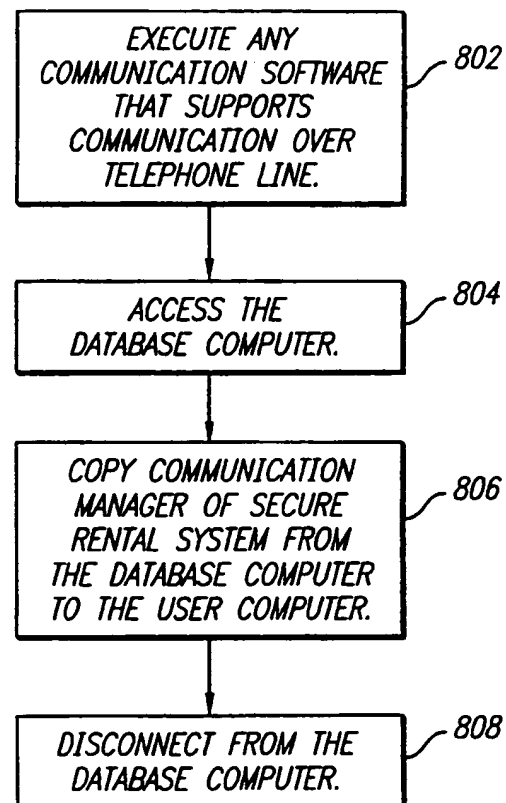 EXECUTE ANY
COMMUNICATION SOFTWARE
THAT SUPPORTS
COMMUNICATION OVER
TELEPHONE LINE.
802
ACCESS THE
DATABASE COMPUTER.
804
COPY COMMUNICATION
MANAGER OF SECURE
RENTAL SYSTEM FROM
THE DATABASE COMPUTER
TO THE USER COMPUTER.
806
DISCONNECT FROM THE
DATABASE COMPUTER.
808